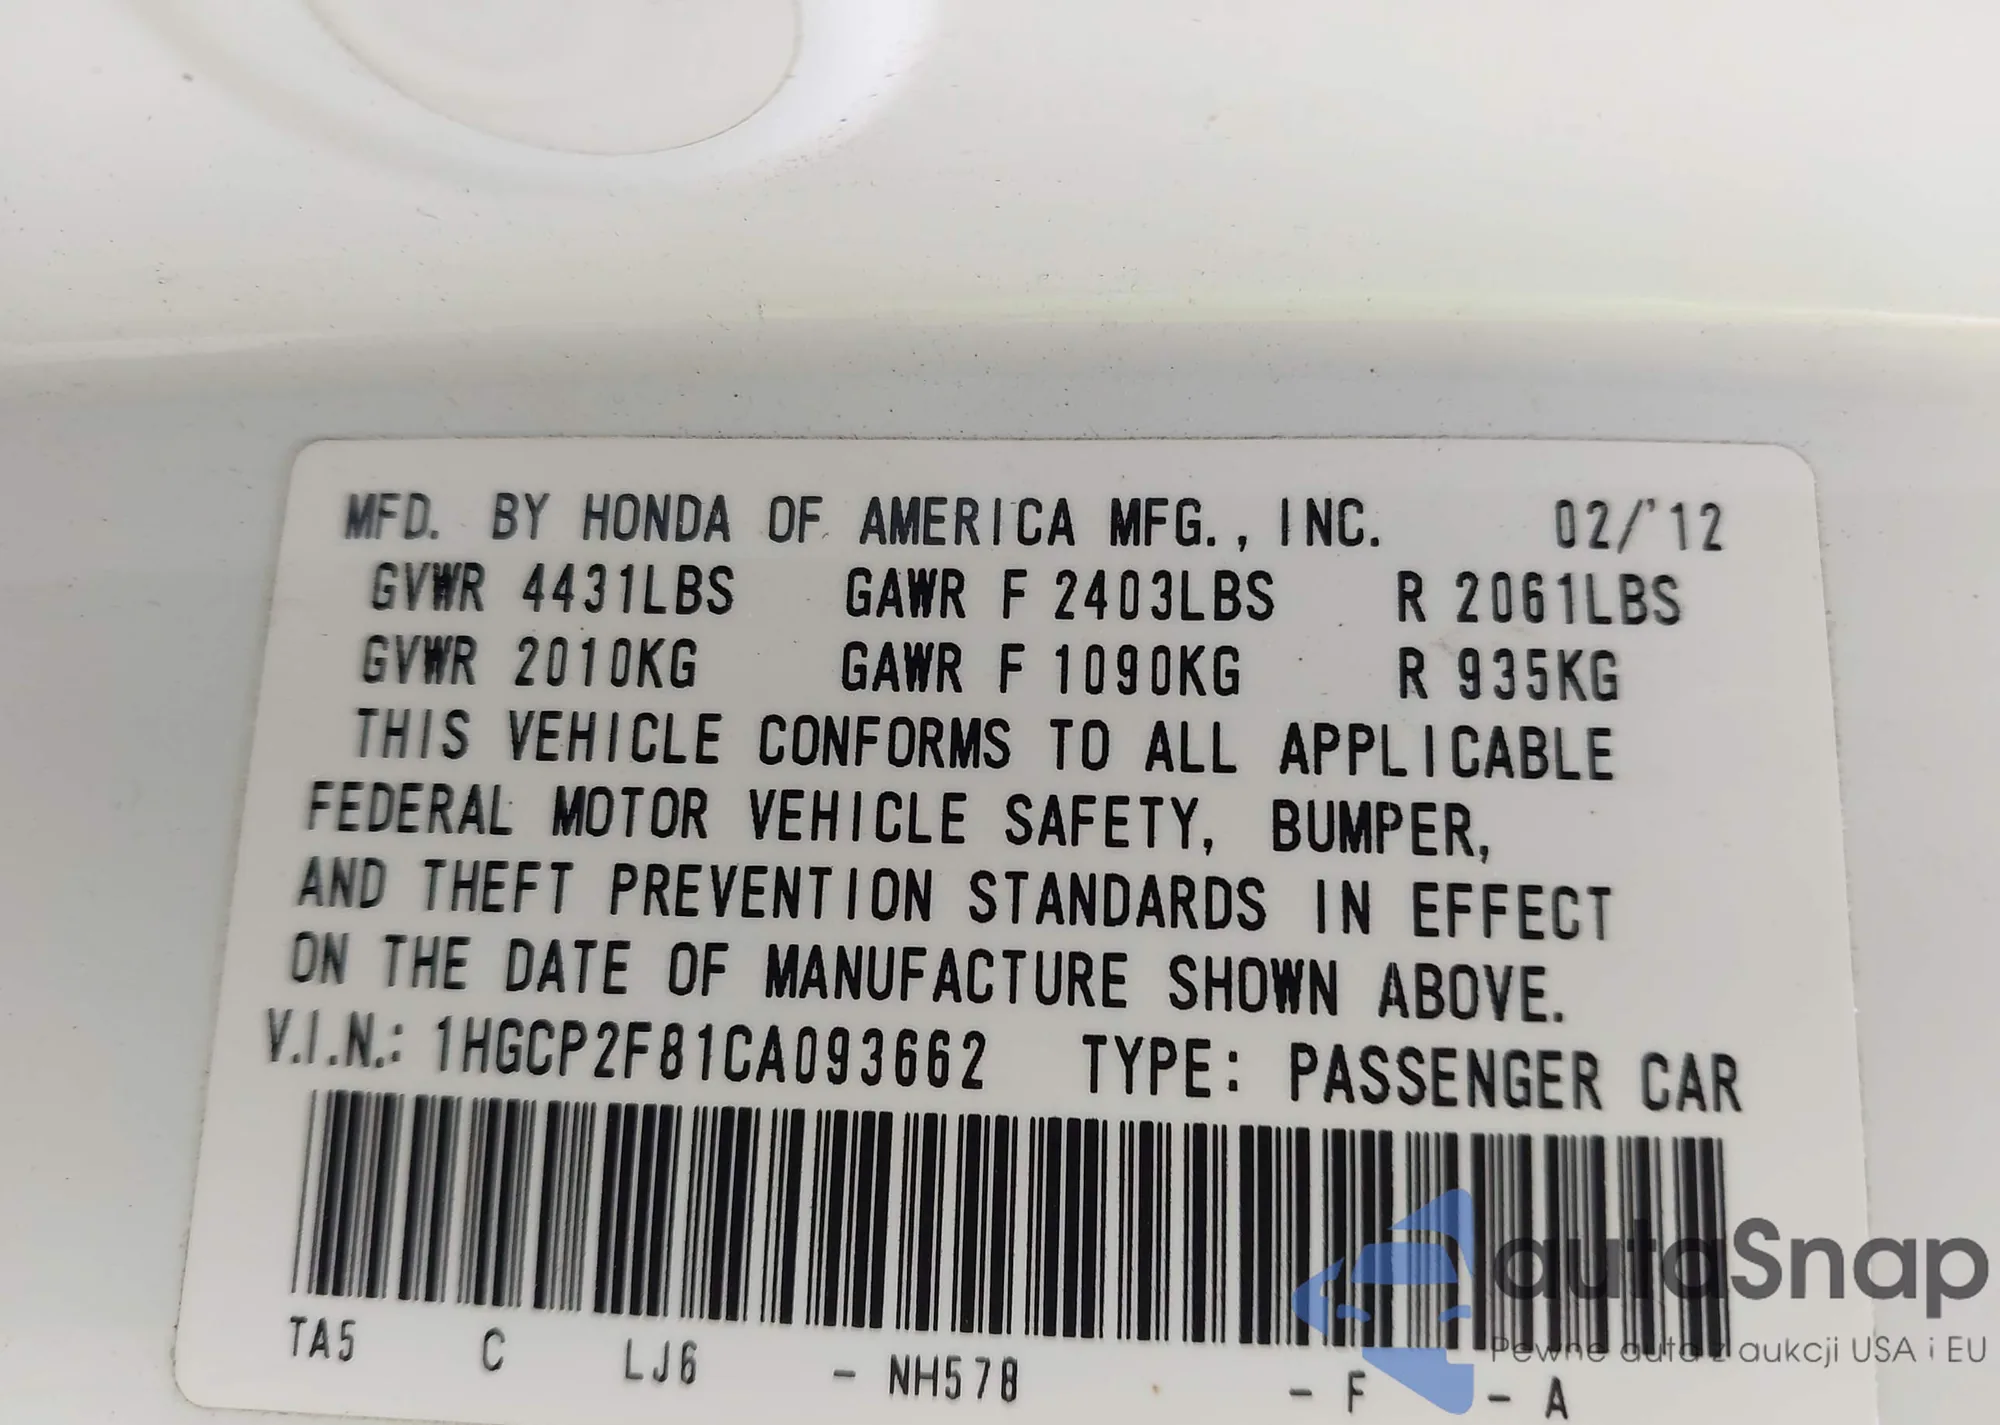 MFD. BY HONDA OF AMERICA MFG., INC. 02/'12
GVWR 4431LBS GAWR F 2403LBS R 2061LBS
GVWR 2010KG GAWR F 1090KG R 935KG
THIS VEHICLE CONFORMS TO ALL APPLICABLE
FEDERAL MOTOR VEHICLE SAFETY, BUMPER,
AND THEFT PREVENTION STANDARDS IN EFFECT
ON THE DATE OF MANUFACTURE SHOWN ABOVE.
V.I.N.: 1HGCP2F81CA093662 TYPE: PASSENGER CAR
TA5 C LJ6 - NH578 - F - A
autaSnap
Pewne auta z aukcji USA i EU